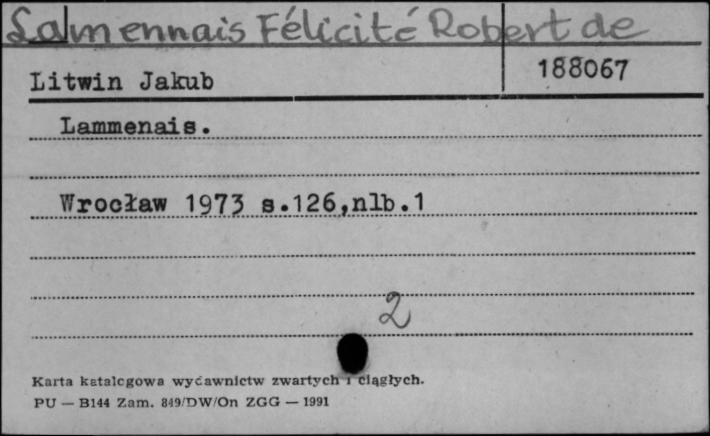 Lamennais Félicité Robert de
Litwin Jakub 188067
Lammenais.
Wrocław 1973 s.126,nlb.1
2
Karta katalcgowa wydawnictw zwartych i ciągłych.
PU — B144 Zam. 849/DW/On ZGG — 1991